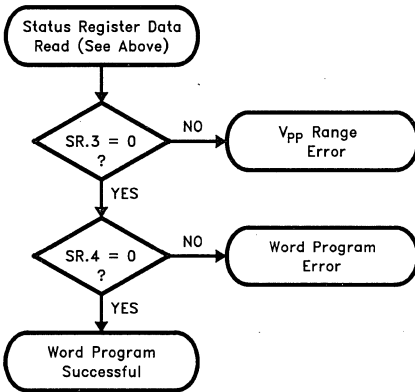 Status Register Data
Read (See Above)
SR.3 = 0
?
NO
VPP Range
Error
YES
SR.4 = 0
?
NO
Word Program
Error
YES
Word Program
Successful